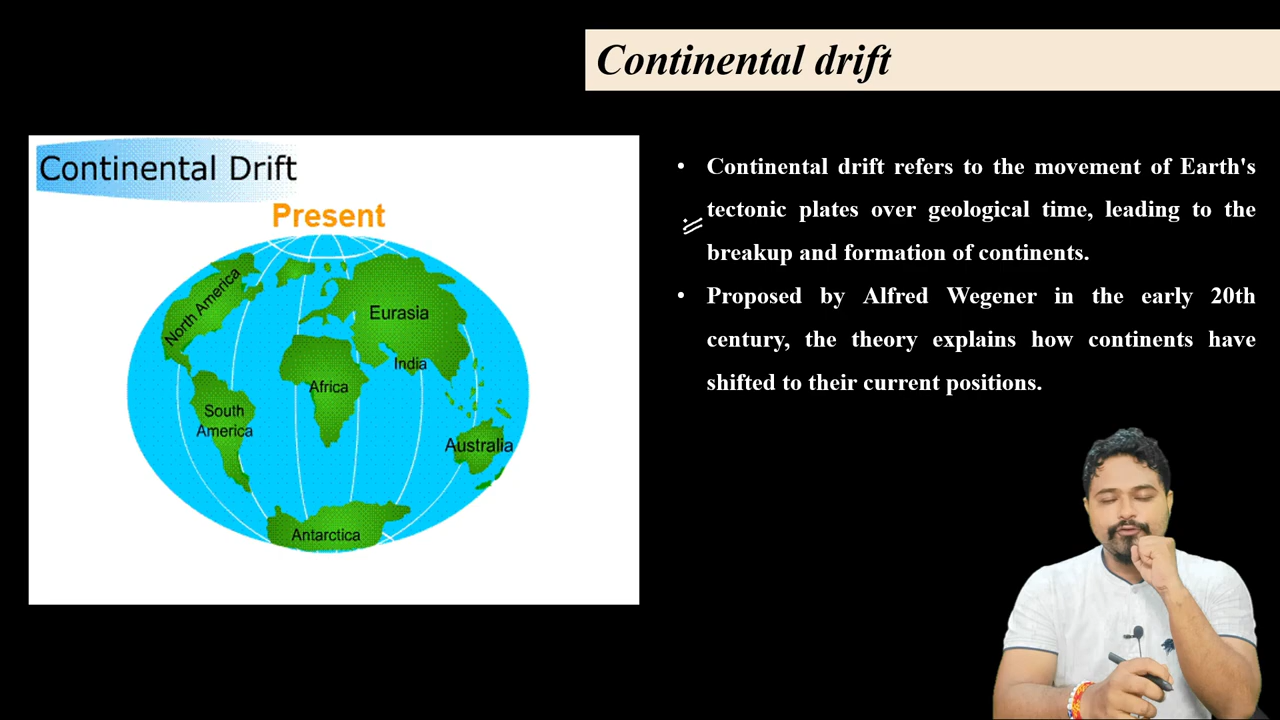 Continental drift
Continental Drift
Present
North America
Eurasia
India
Africa
South
America
Australia
Antarctica
• Continental drift refers to the movement of Earth's
tectonic plates over geological time, leading to the
breakup and formation of continents.
• Proposed by Alfred Wegener in the early 20th
century, the theory explains how continents have
shifted to their current positions.